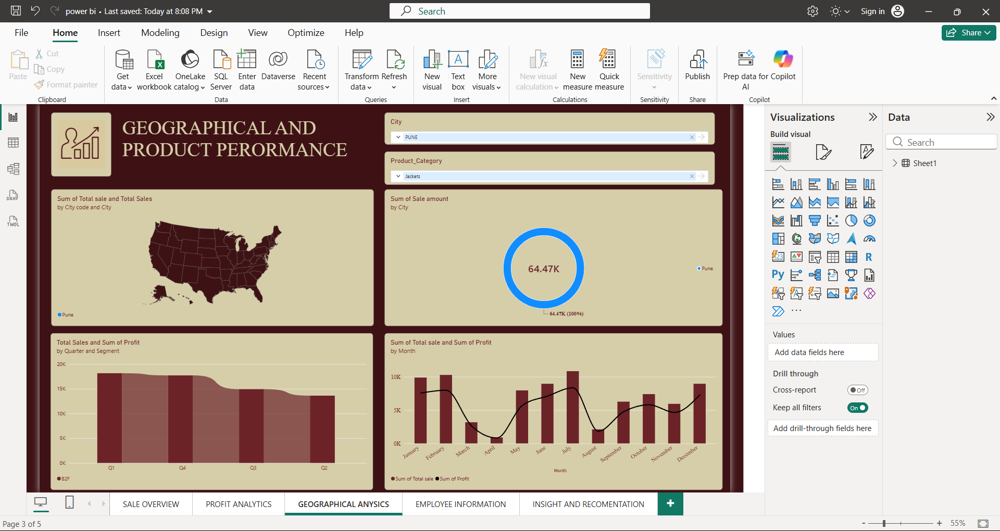 power bi • Last saved: Today at 8:08 PM
Search
Sign in
File Home Insert Modeling Design View Optimize Help
Share
Paste
Cut
Copy
Format painter
Clipboard
Get data
Excel workbook
OneLake catalog
SQL Server
Enter data
Dataverse
Recent sources
Data
Transform data
Refresh
Queries
New visual
Text box
More visuals
Insert
New visual calculation
New measure
Quick measure
Calculations
Sensitivity
Sensitivity
Publish
Share
Prep data for AI
Copilot
Copilot
DAX
TMDL
GEOGRAPHICAL AND
PRODUCT PERORMANCE
City
PUNE
Product_Category
Jackets
Sum of Total sale and Total Sales
by City code and City
Pune
Sum of Sale amount
by City
64.47K
64.47K (100%)
Pune
Total Sales and Sum of Profit
by Quarter and Segment
20K
15K
10K
5K
0K
Q1 Q4 Q3 Q2
B2F
Sum of Total sale and Sum of Profit
by Month
10K
5K
0K
January February March April May June July August September October November December
Month
Sum of Total sale Sum of Profit
Visualizations
Build visual
123
R
Py
Values
Add data fields here
Drill through
Cross-report Off
Keep all filters On
Add drill-through fields here
Data
Search
Sheet1
SALE OVERVIEW PROFIT ANALYTICS GEOGRAPHICAL ANYSICS EMPLOYEE INFORMATION INSIGHT AND RECOMENTATION +
Page 3 of 5
- + 55%